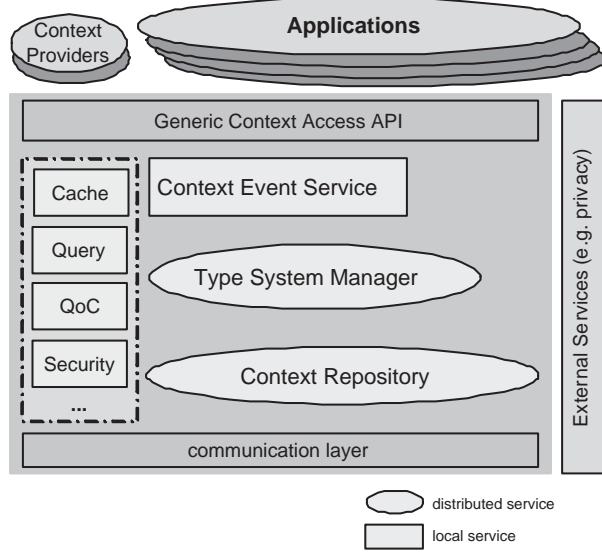 Context
Providers
Applications
Generic Context Access API
Cache
Query
QoC
Security
...
Context Event Service
Type System Manager
Context Repository
communication layer
External Services (e.g. privacy)
distributed service
local service